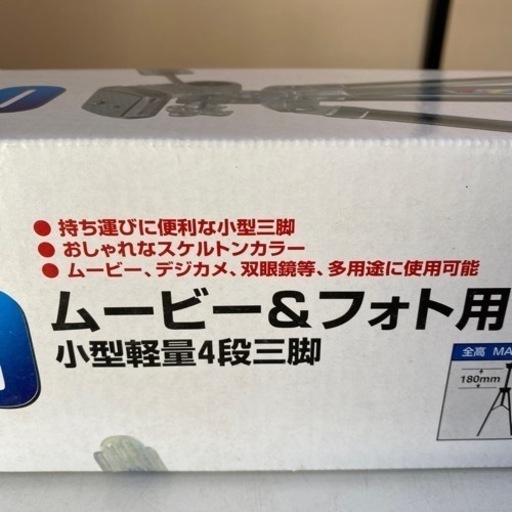 ● 持ち運びに便利な小型三脚
● おしゃれなスケルトンカラー
● ムービー、デジカメ、双眼鏡等、多用途に使用可能
ムービー&フォト用
小型軽量4段三脚
全高 MA
180mm